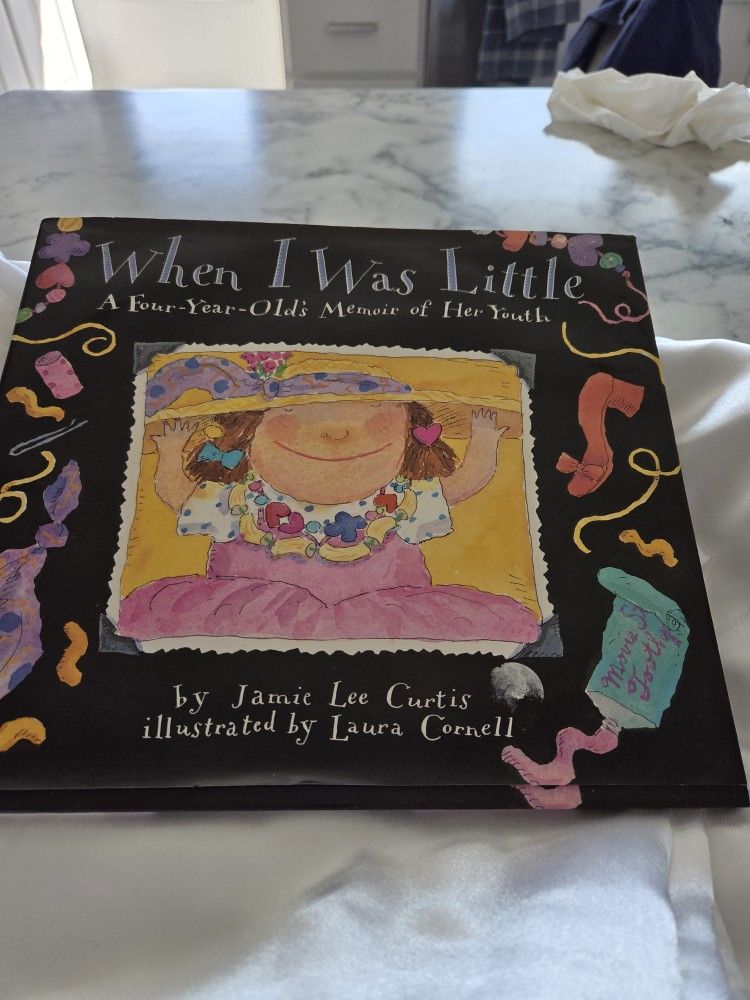 When I Was Little
A Four-Year-Old's Memoir of Her Youth
by Jamie Lee Curtis
illustrated by Laura Cornell